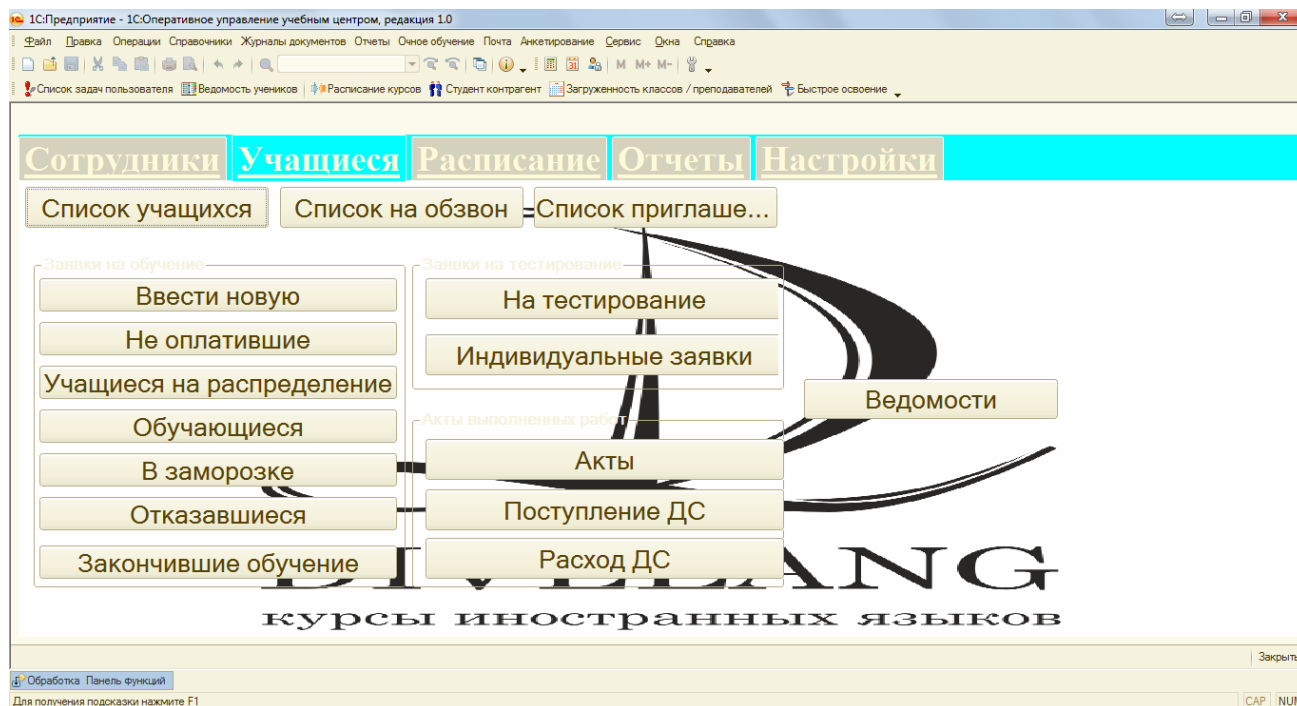 1С:Предприятие - 1С:Оперативное управление учебным центром, редакция 1.0
Файл Правка Операции Справочники Журналы документов Отчеты Очное обучение Почта Анкетирование Сервис Окна Справка
M M+ M-
Список задач пользователя Ведомость учеников Расписание курсов Студент контрагент Загруженность классов / преподавателей Быстрое освоение
Сотрудники Учащиеся Расписание Отчеты Настройки
Список учащихся Список на обзвон Список приглаше...
Заявки на обучение
Ввести новую
Не оплатившие
Учащиеся на распределение
Обучающиеся
В заморозке
Отказавшиеся
Закончившие обучение
Заявки на тестирование
На тестирование
Индивидуальные заявки
Акты выполненных работ
Акты
Поступление ДС
Расход ДС
Ведомости
курсы иностранных языков
Закрыть
Обработка Панель функций
Для получения подсказки нажмите F1
CAP NUM